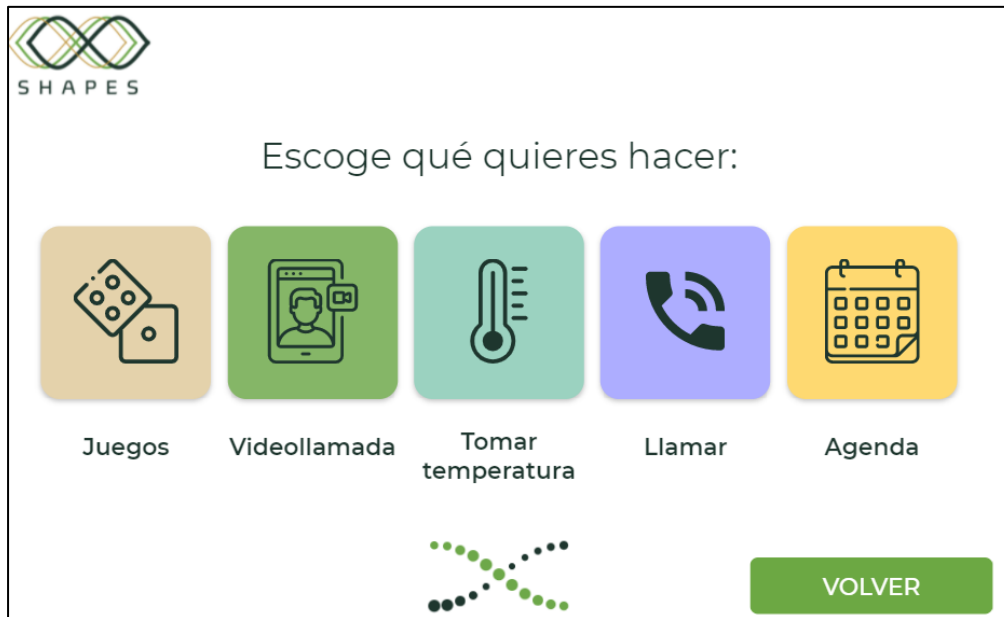 SHAPES
Escoge qué quieres hacer:
Juegos
Videollamada
Tomar
temperatura
Llamar
Agenda
VOLVER